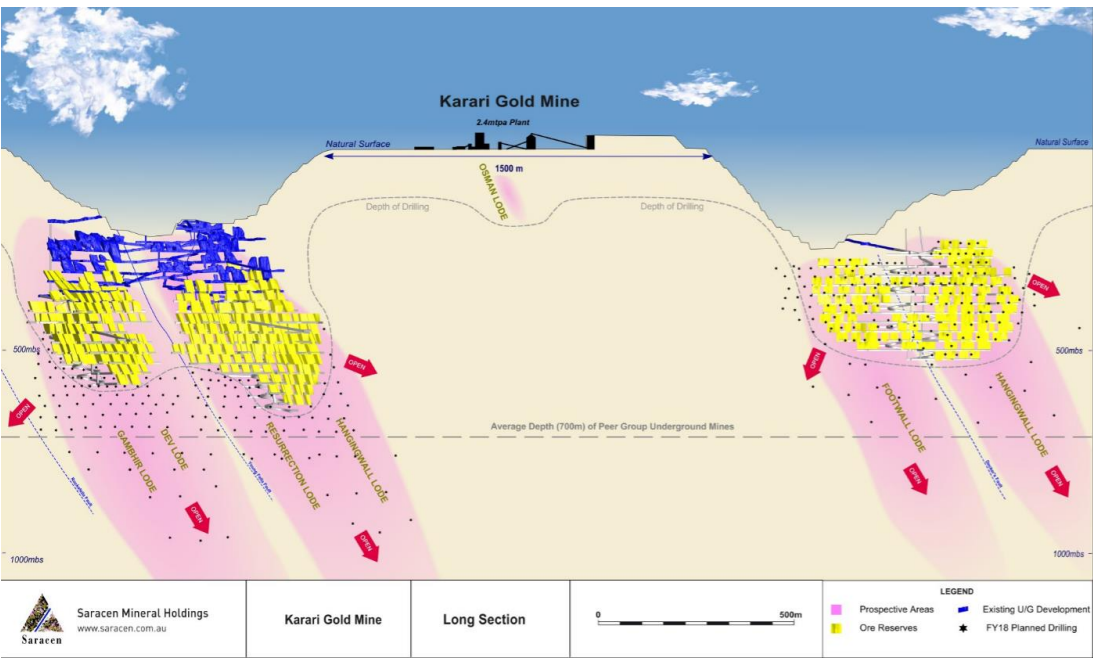 Karari Gold Mine
2.4mtpa Plant
Natural Surface
Natural Surface
1500 m
OSMAN LODE
Depth of Drilling
Depth of Drilling
OPEN
500mbs
500mbs
OPEN
OPEN
OPEN
FOOTWALL LODE
HANGINGWALL LODE
Average Depth (700m) of Peer Group Underground Mines
GAMBHIR LODE
DEV LODE
RESURRECTION LODE
HANGINGWALL LODE
OPEN
OPEN
OPEN
OPEN
1000mbs
1000mbs
Saracen
Saracen Mineral Holdings
www.saracen.com.au
Karari Gold Mine
Long Section
0 500m
LEGEND
Prospective Areas
Existing U/G Development
Ore Reserves
FY18 Planned Drilling